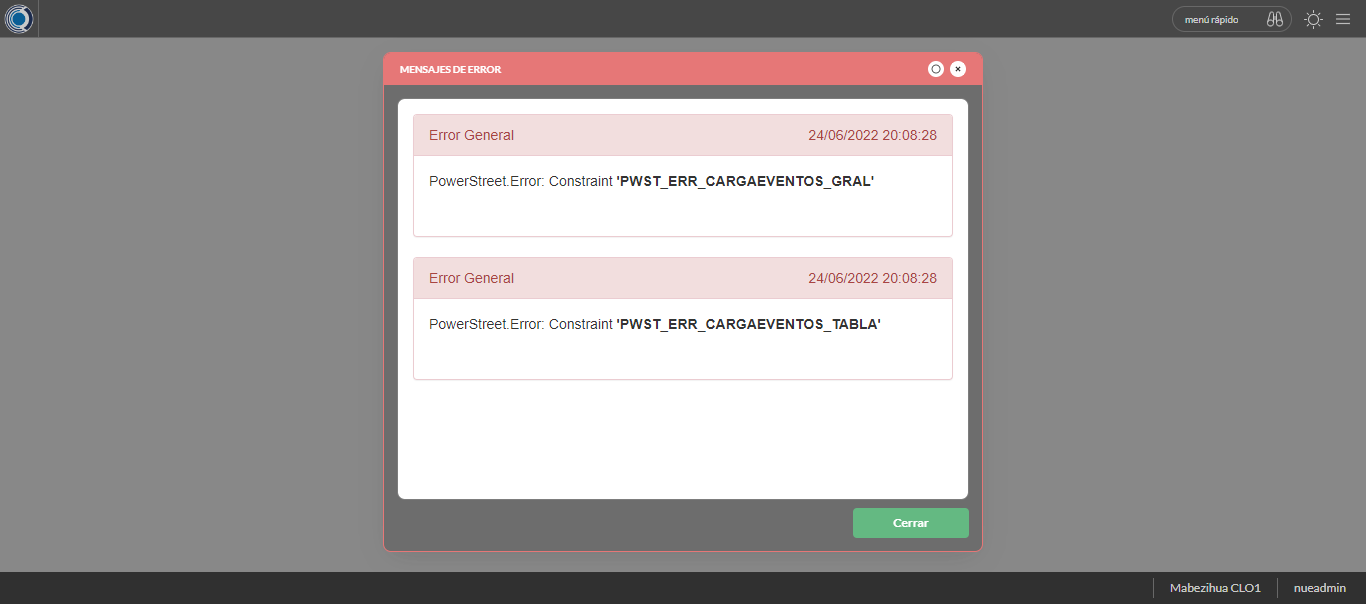 menú rápido
MENSAJES DE ERROR
Error General 24/06/2022 20:08:28
PowerStreet.Error: Constraint 'PWST_ERR_CARGAEVENTOS_GRAL'
Error General 24/06/2022 20:08:28
PowerStreet.Error: Constraint 'PWST_ERR_CARGAEVENTOS_TABLA'
Cerrar
Mabezihua CLO1 nueadmin